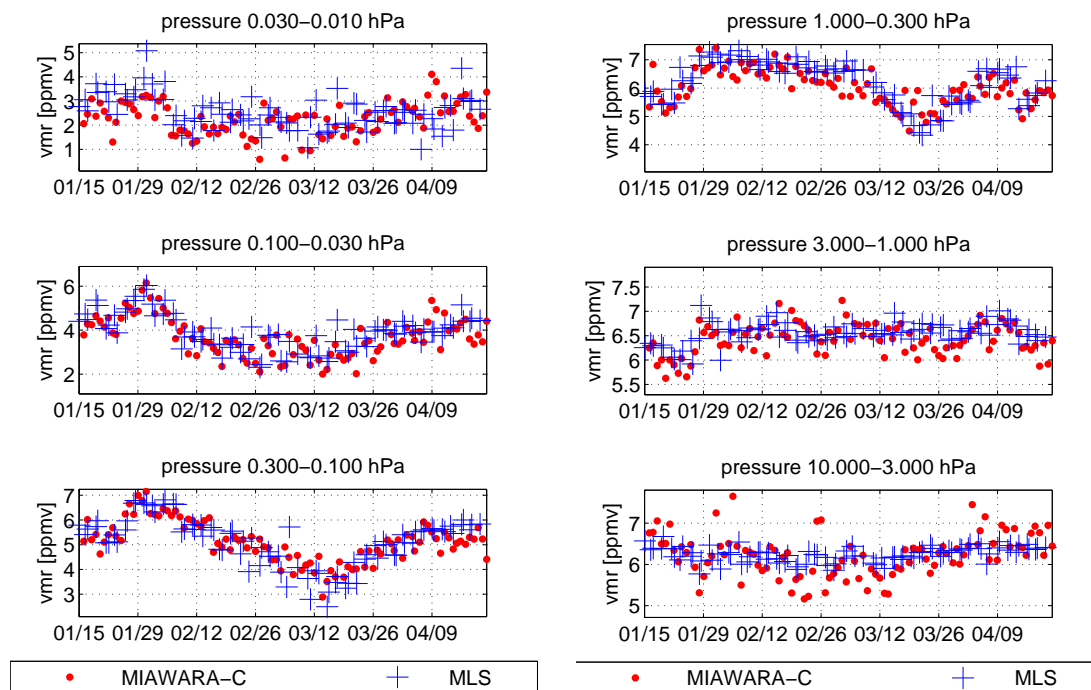 pressure 0.030−0.010 hPa
vmr [ppmv]
5
4
3
2
1
01/15 01/29 02/12 02/26 03/12 03/26 04/09
pressure 0.100−0.030 hPa
vmr [ppmv]
6
4
2
01/15 01/29 02/12 02/26 03/12 03/26 04/09
pressure 0.300−0.100 hPa
vmr [ppmv]
7
6
5
4
3
01/15 01/29 02/12 02/26 03/12 03/26 04/09
MIAWARA−C MLS
pressure 1.000−0.300 hPa
vmr [ppmv]
7
6
5
4
01/15 01/29 02/12 02/26 03/12 03/26 04/09
pressure 3.000−1.000 hPa
vmr [ppmv]
7.5
7
6.5
6
5.5
01/15 01/29 02/12 02/26 03/12 03/26 04/09
pressure 10.000−3.000 hPa
vmr [ppmv]
7
6
5
01/15 01/29 02/12 02/26 03/12 03/26 04/09
MIAWARA−C MLS